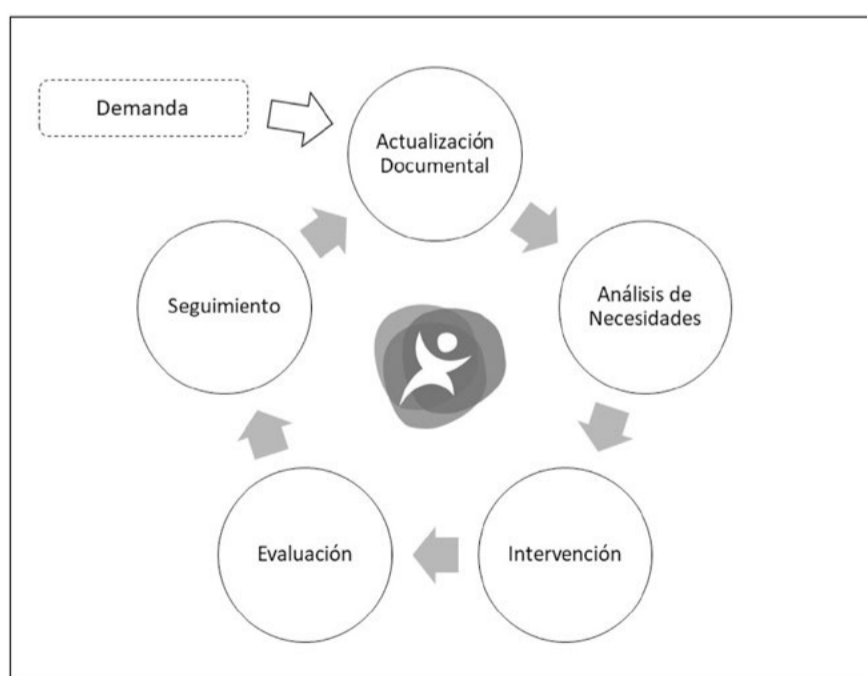 Demanda
Actualización
Documental
Análisis de
Necesidades
Intervención
Evaluación
Seguimiento